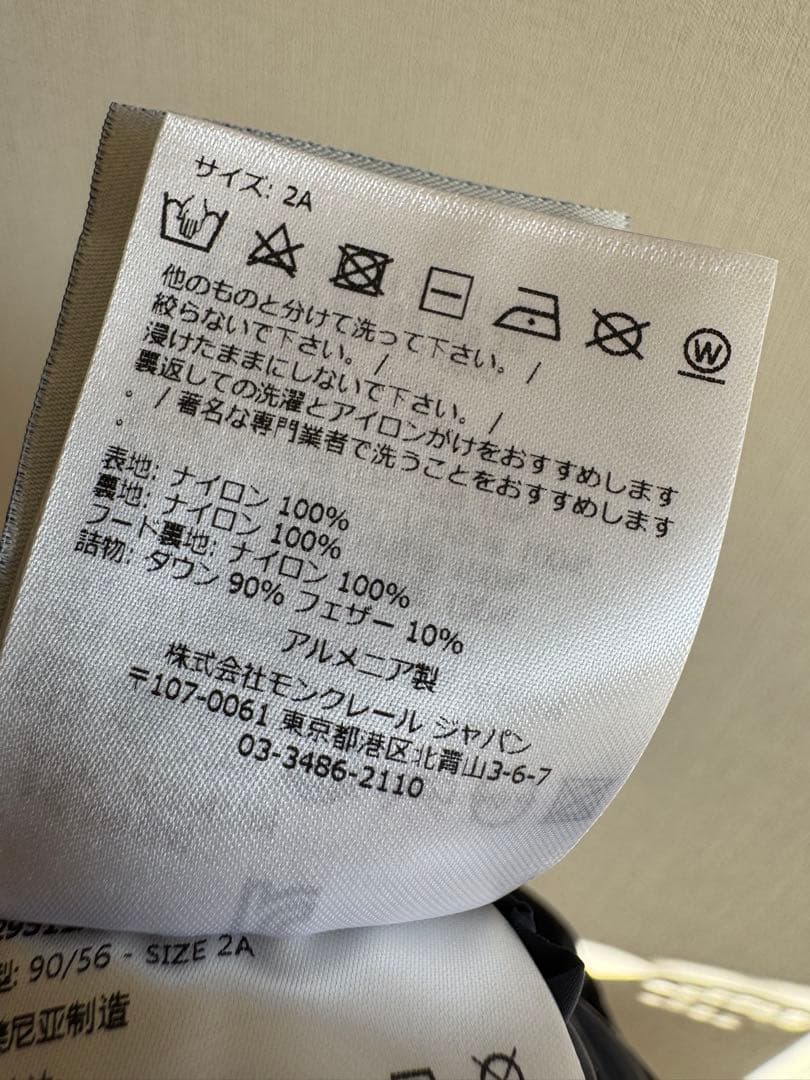 サイズ: 2A
W
他のものと分けて洗って下さい。 /
絞らないで下さい。 /
浸けたままにしないで下さい。 /
裏返しての洗濯とアイロンがけをおすすめします
。 / 著名な専門業者で洗うことをおすすめします
。
表地: ナイロン 100%
裏地: ナイロン 100%
フード裏地: ナイロン 100%
詰物: ダウン 90% フェザー 10%
アルメニア製
株式会社モンクレール ジャパン
〒107-0061 東京都港区北青山3-6-7
03-3486-2110
型: 90/56 - SIZE 2A
尼亚制造